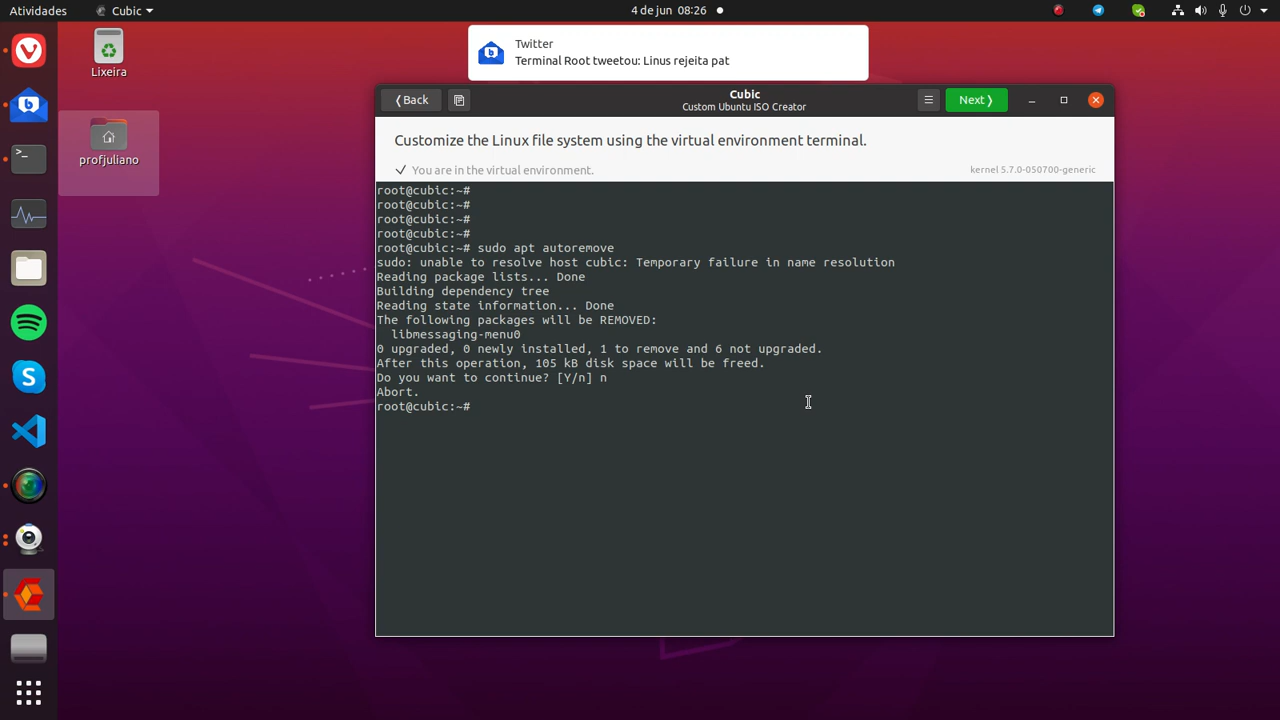 Atividades
Cubic
4 de jun 08:26
Lixeira
profjuliano
Twitter
Terminal Root tweetou: Linus rejeita pat
Back
Cubic
Custom Ubuntu ISO Creator
Next
Customize the Linux file system using the virtual environment terminal.
You are in the virtual environment.
kernel 5.7.0-050700-generic
root@cubic:~#
root@cubic:~#
root@cubic:~#
root@cubic:~#
root@cubic:~# sudo apt autoremove
sudo: unable to resolve host cubic: Temporary failure in name resolution
Reading package lists... Done
Building dependency tree
Reading state information... Done
The following packages will be REMOVED:
libmessaging-menu0
0 upgraded, 0 newly installed, 1 to remove and 6 not upgraded.
After this operation, 105 kB disk space will be freed.
Do you want to continue? [Y/n] n
Abort.
root@cubic:~#